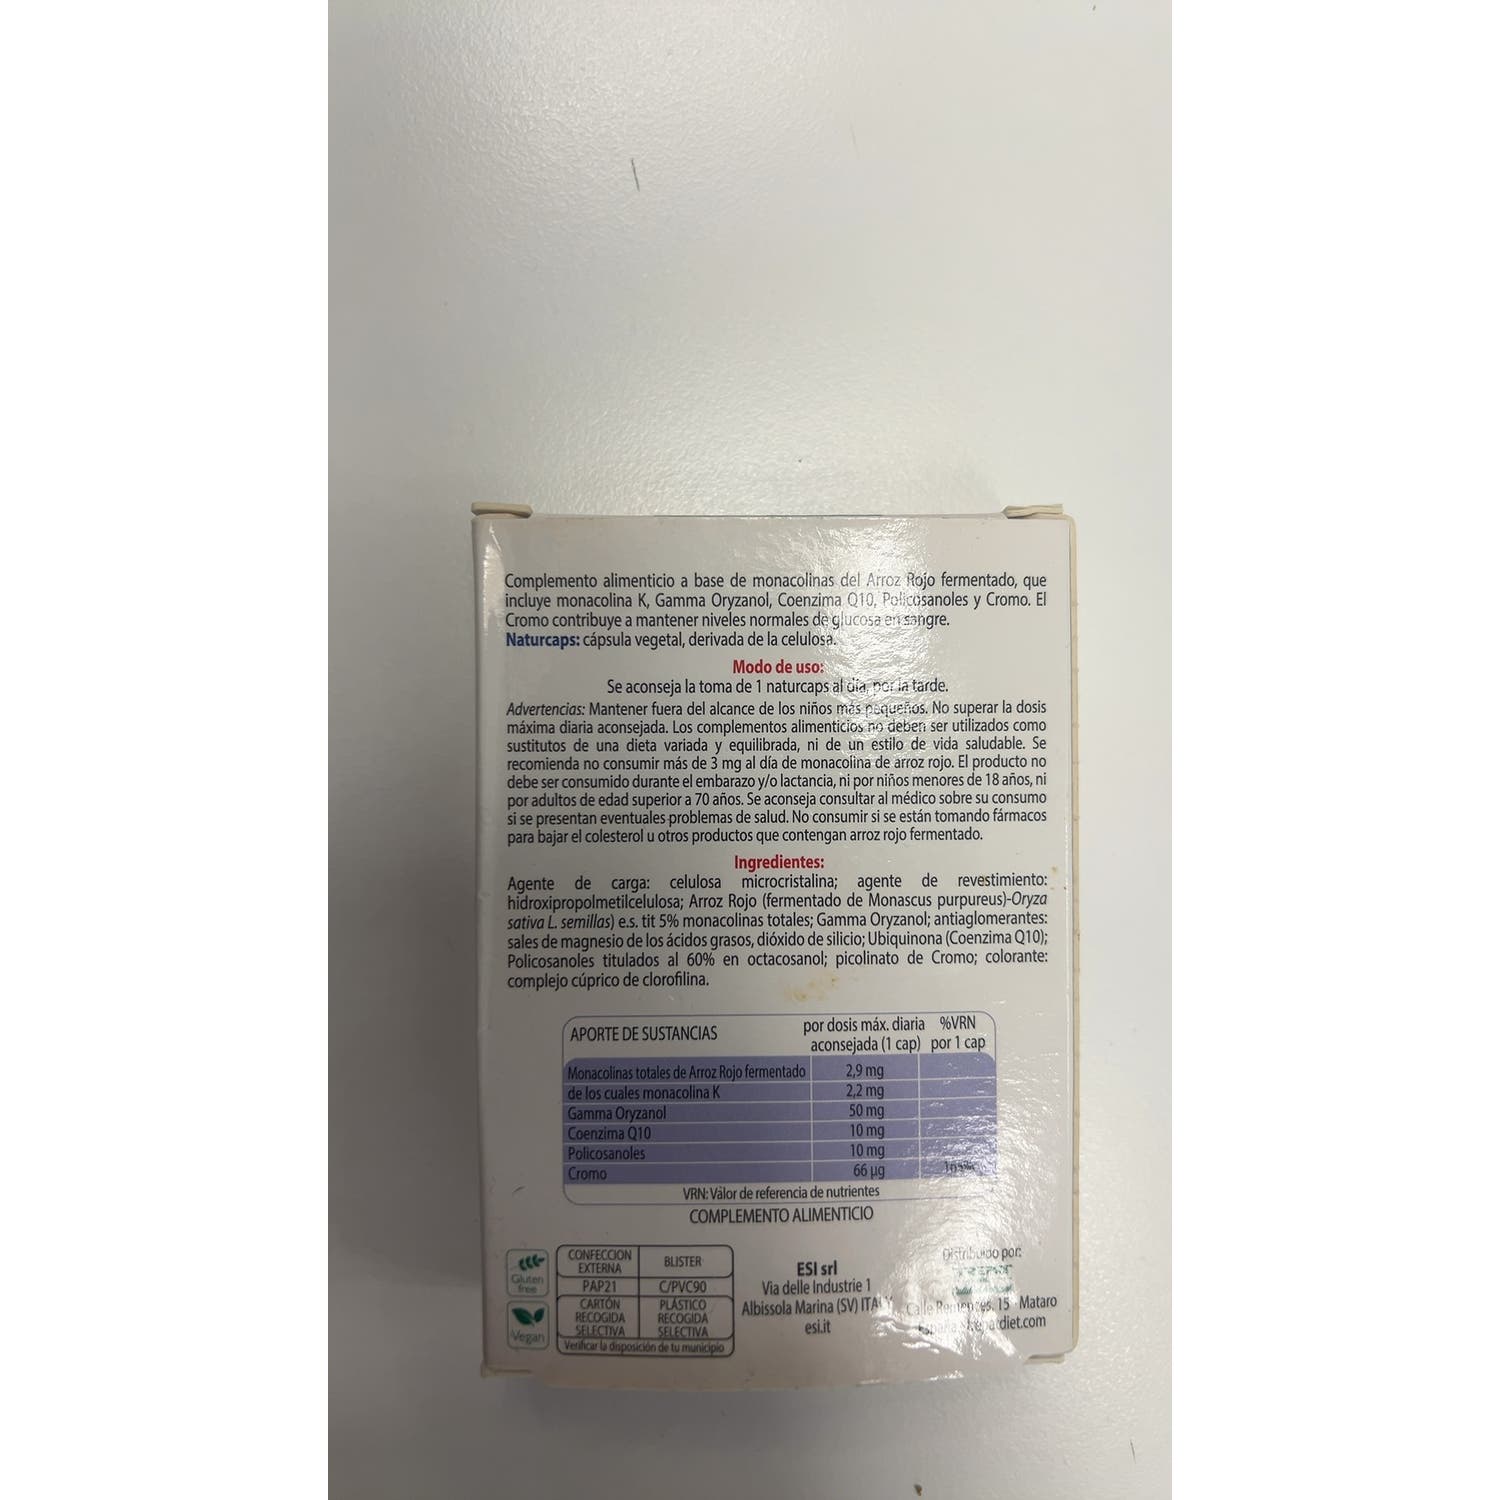 Complemento alimenticio a base de monacolinas del Arroz Rojo fermentado, que
incluye monacolina K, Gamma Oryzanol, Coenzima Q10, Policosanoles y Cromo. El
Cromo contribuye a mantener niveles normales de glucosa en sangre.
Naturcaps: cápsula vegetal, derivada de la celulosa.
Modo de uso:
Se aconseja la toma de 1 naturcaps al día, por la tarde.
Advertencias: Mantener fuera del alcance de los niños más pequeños. No superar la dosis
máxima diaria aconsejada. Los complementos alimenticios no deben ser utilizados como
sustitutos de una dieta variada y equilibrada, ni de un estilo de vida saludable. Se
recomienda no consumir más de 3 mg al día de monacolina de arroz rojo. El producto no
debe ser consumido durante el embarazo y/o lactancia, ni por niños menores de 18 años, ni
por adultos de edad superior a 70 años. Se aconseja consultar al médico sobre su consumo
si se presentan eventuales problemas de salud. No consumir si se están tomando fármacos
para bajar el colesterol u otros productos que contengan arroz rojo fermentado.
Ingredientes:
Agente de carga: celulosa microcristalina; agente de revestimiento:
hidroxipropolmetilcelulosa; Arroz Rojo (fermentado de Monascus purpureus)-Oryza
sativa L. semillas) e.s. tit 5% monacolinas totales; Gamma Oryzanol; antiaglomerantes:
sales de magnesio de los ácidos grasos, dióxido de silicio; Ubiquinona (Coenzima Q10);
Policosanoles titulados al 60% en octacosanol; picolinato de Cromo; colorante:
complejo cúprico de clorofilina.
APORTE DE SUSTANCIAS por dosis máx. diaria %VRN
aconsejada (1 cap) por 1 cap
Monacolinas totales de Arroz Rojo fermentado 2,9 mg
de los cuales monacolina K 2,2 mg
Gamma Oryzanol 50 mg
Coenzima Q10 10 mg
Policosanoles 10 mg
Cromo 66 µg
VRN: Valor de referencia de nutrientes
COMPLEMENTO ALIMENTICIO
Gluten
free
Vegan
CONFECCION
EXTERNA BLISTER
PAP21 C/PVC90
CARTÓN PLÁSTICO
RECOGIDA RECOGIDA
SELECTIVA SELECTIVA
Verificar la disposición de tu municipio
ESI srl
Via delle Industrie 1
Albissola Marina (SV) ITALY
esi.it
Distribuido por:
Calle 15 - Mataro
España